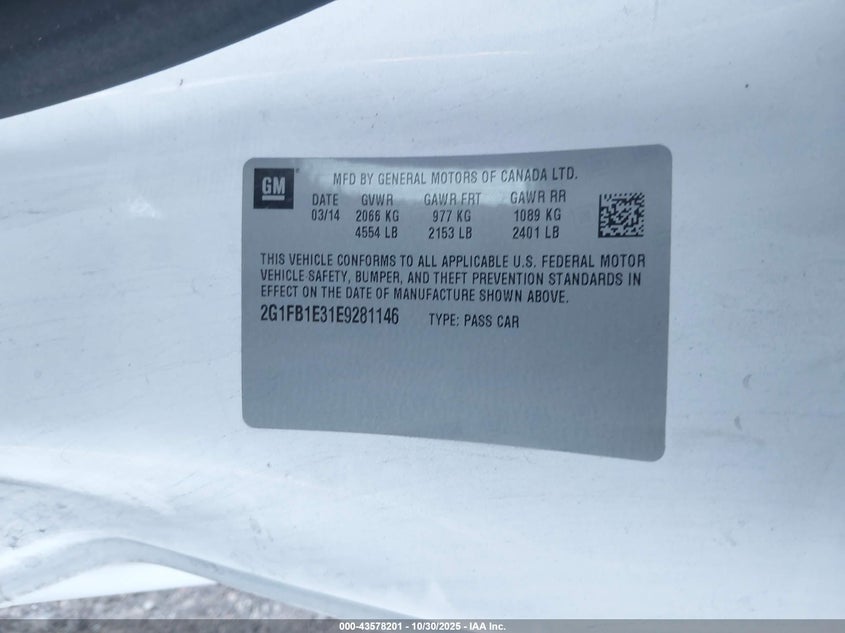 GM
MFD BY GENERAL MOTORS OF CANADA LTD.
DATE GVWR GAWR FRT GAWR RR
03/14 2066 KG 977 KG 1089 KG
4554 LB 2153 LB 2401 LB
THIS VEHICLE CONFORMS TO ALL APPLICABLE U.S. FEDERAL MOTOR
VEHICLE SAFETY, BUMPER, AND THEFT PREVENTION STANDARDS IN
EFFECT ON THE DATE OF MANUFACTURE SHOWN ABOVE.
2G1FB1E31E9281146 TYPE: PASS CAR
000-43578201 - 10/30/2025 - IAA Inc.